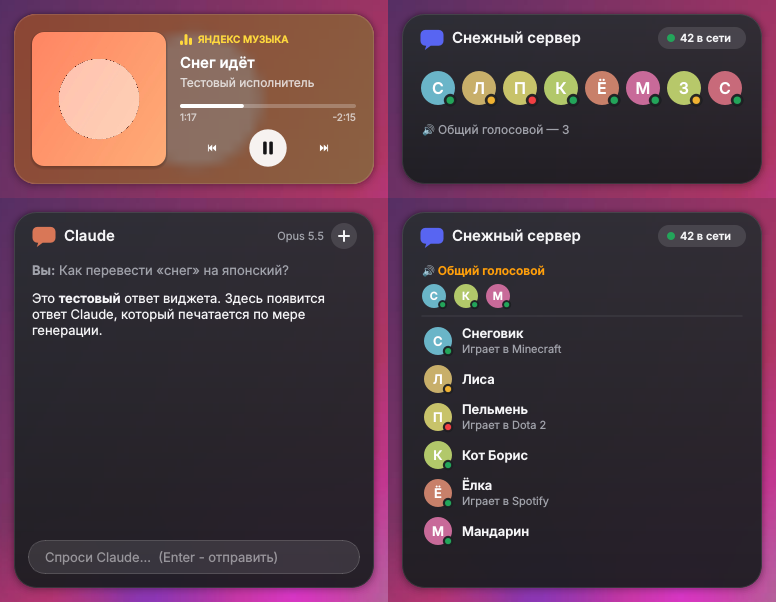 ЯНДЕКС МУЗЫКА
Снег идёт
Тестовый исполнитель
1:17 -2:15
Снежный сервер 42 в сети
С Л П К Ё М З С
Общий голосовой — 3
Claude Opus 5.5
Вы: Как перевести «снег» на японский?
Это тестовый ответ виджета. Здесь появится
ответ Claude, который печатается по мере
генерации.
Спроси Claude... (Enter - отправить)
Снежный сервер 42 в сети
Общий голосовой
С К М
С Снеговик
Играет в Minecraft
Л Лиса
П Пельмень
Играет в Dota 2
К Кот Борис
Ё Ёлка
Играет в Spotify
М Мандарин